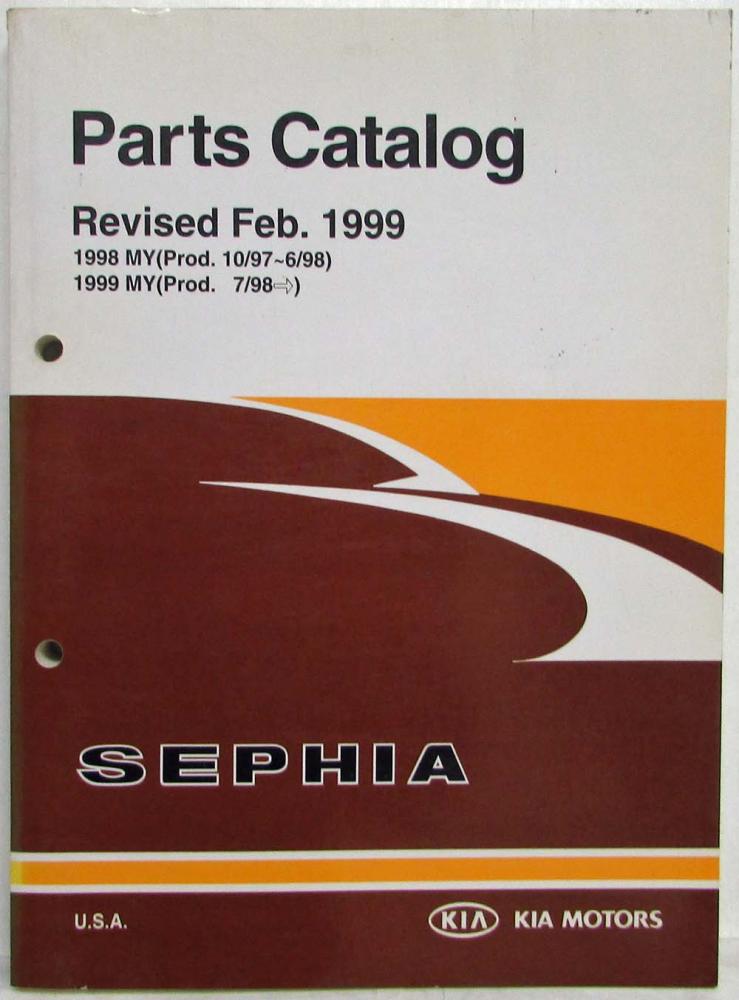 Parts Catalog
Revised Feb. 1999
1998 MY(Prod. 10/97~6/98)
1999 MY(Prod. 7/98⇨)
SEPHIA
U.S.A.
KIA KIA MOTORS